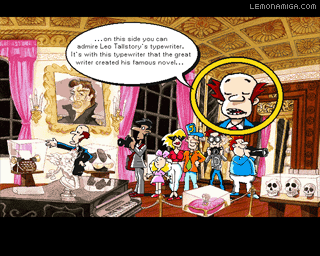 LEMONAMIGA.COM
...on this side you can
admire Leo Tallstory's typewriter.
It's with this typewriter that the great
writer created his famous novel...